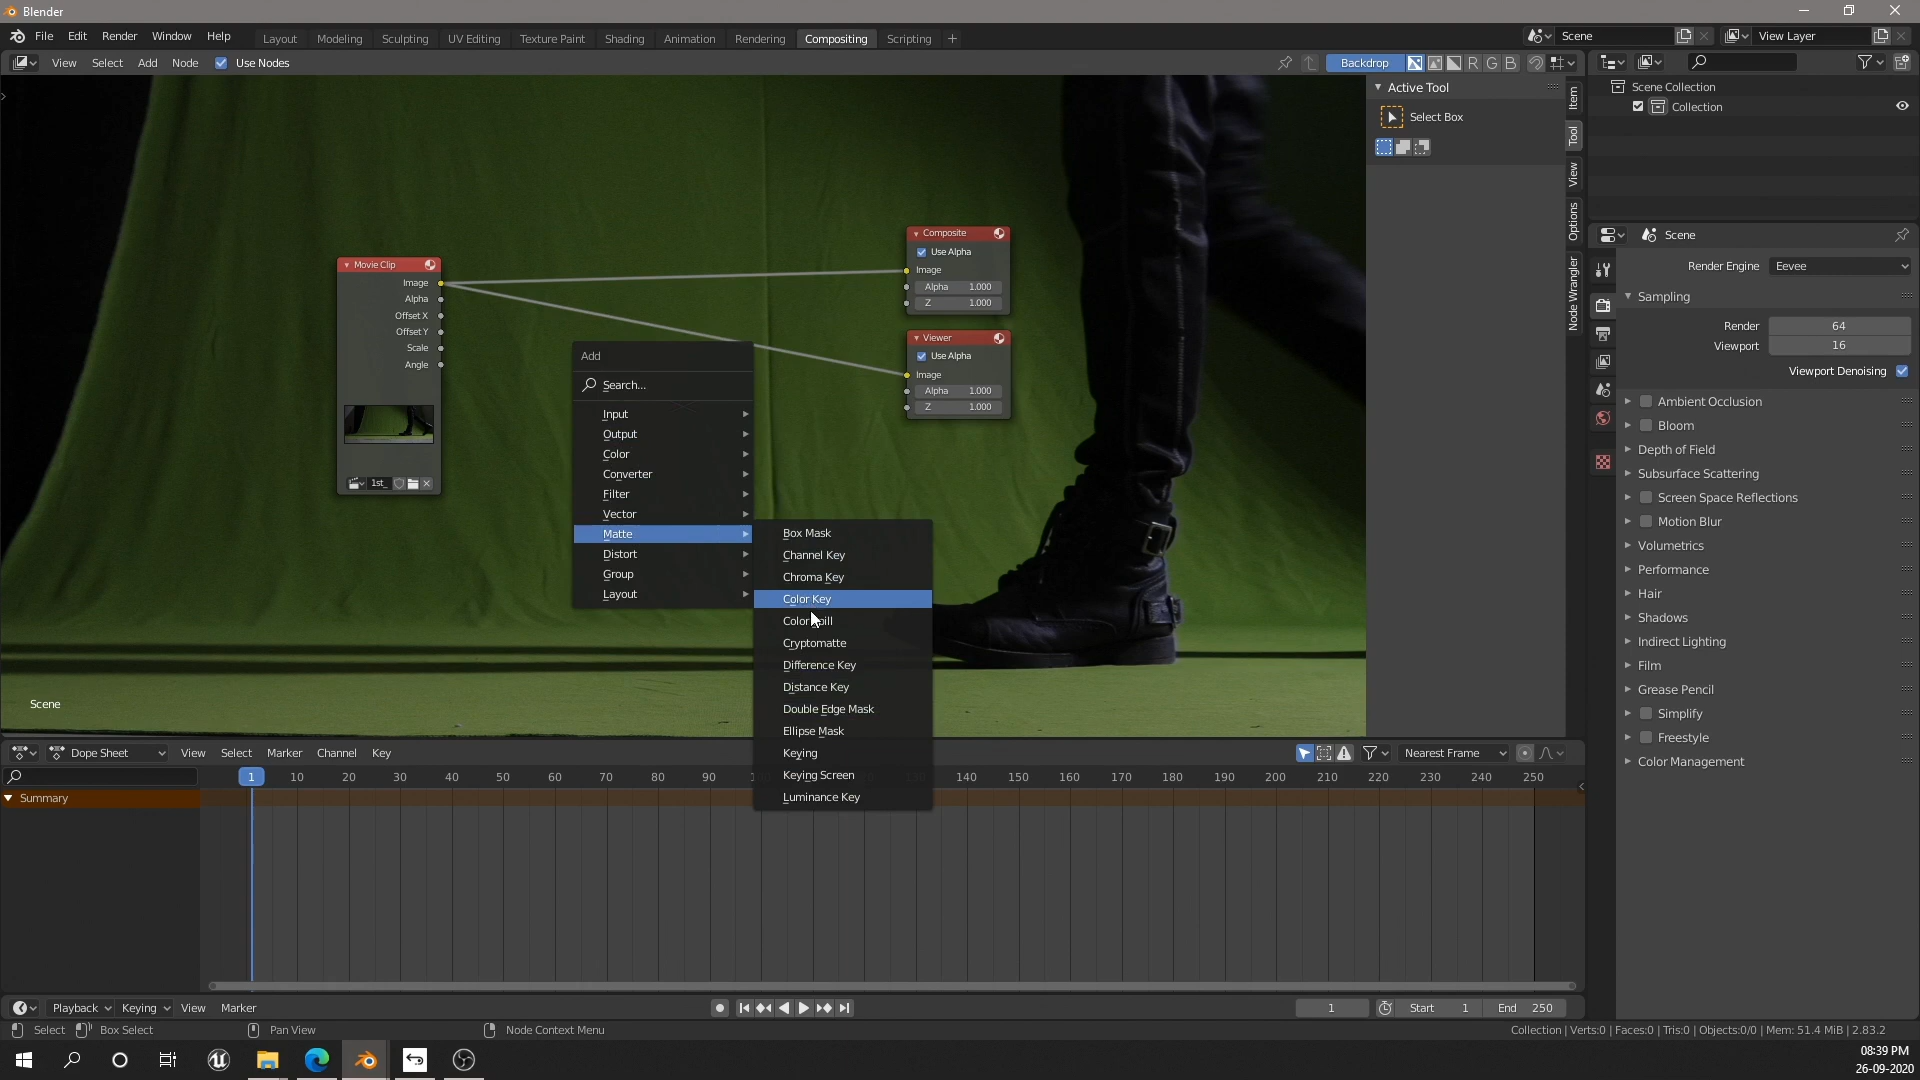 Blender
File Edit Render Window Help Layout Modeling Sculpting UV Editing Texture Paint Shading Animation Rendering Compositing Scripting + Scene View Layer
View Select Add Node Use Nodes Backdrop R G B
Active Tool
Select Box
Item
Tool
View
Options
Node Wrangler
Scene Collection
Collection
Scene
Render Engine Eevee
Sampling
Render 64
Viewport 16
Viewport Denoising
Ambient Occlusion
Bloom
Depth of Field
Subsurface Scattering
Screen Space Reflections
Motion Blur
Volumetrics
Performance
Hair
Shadows
Indirect Lighting
Film
Grease Pencil
Simplify
Freestyle
Color Management
Movie Clip
Image
Alpha
Offset X
Offset Y
Scale
Angle
1st_
Composite
Use Alpha
Image
Alpha 1.000
Z 1.000
Viewer
Use Alpha
Image
Alpha 1.000
Z 1.000
Add
Search...
Input
Output
Color
Converter
Filter
Vector
Matte
Distort
Group
Layout
Box Mask
Channel Key
Chroma Key
Color Key
Color
Cryptomatte
Difference Key
Distance Key
Double Edge Mask
Ellipse Mask
Keying
Keying Screen
Luminance Key
Scene
Dope Sheet View Select Marker Channel Key Nearest Frame
1 10 20 30 40 50 60 70 80 90 140 150 160 170 180 190 200 210 220 230 240 250
Summary
Playback Keying View Marker 1 Start 1 End 250
Select Box Select Pan View Node Context Menu Collection | Verts:0 | Faces:0 | Tris:0 | Objects:0/0 | Mem: 51.4 MiB | 2.83.2
08:39 PM
26-09-2020